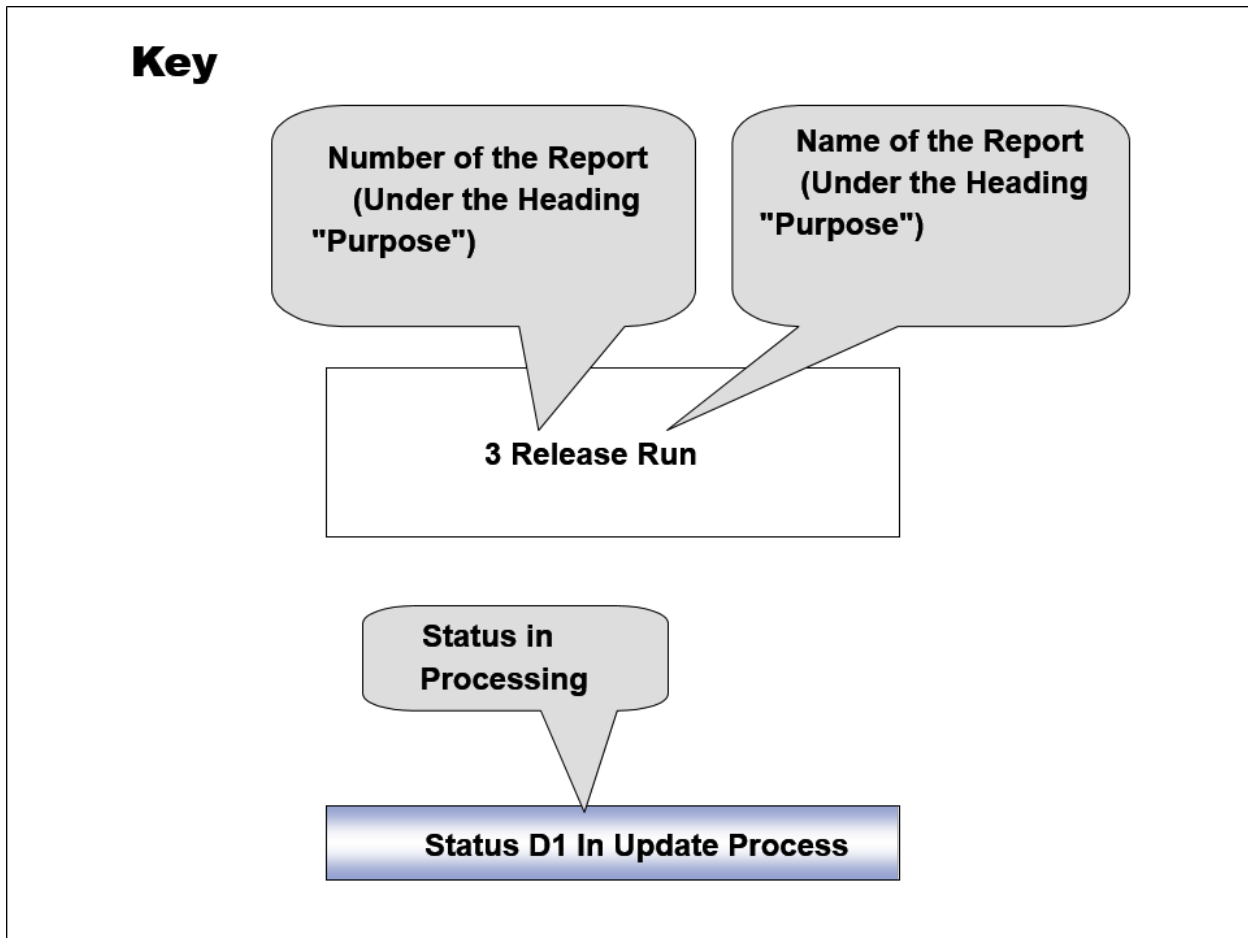 Key
Number of the Report
(Under the Heading
"Purpose")
Name of the Report
(Under the Heading
"Purpose")
3 Release Run
Status in
Processing
Status D1 In Update Process